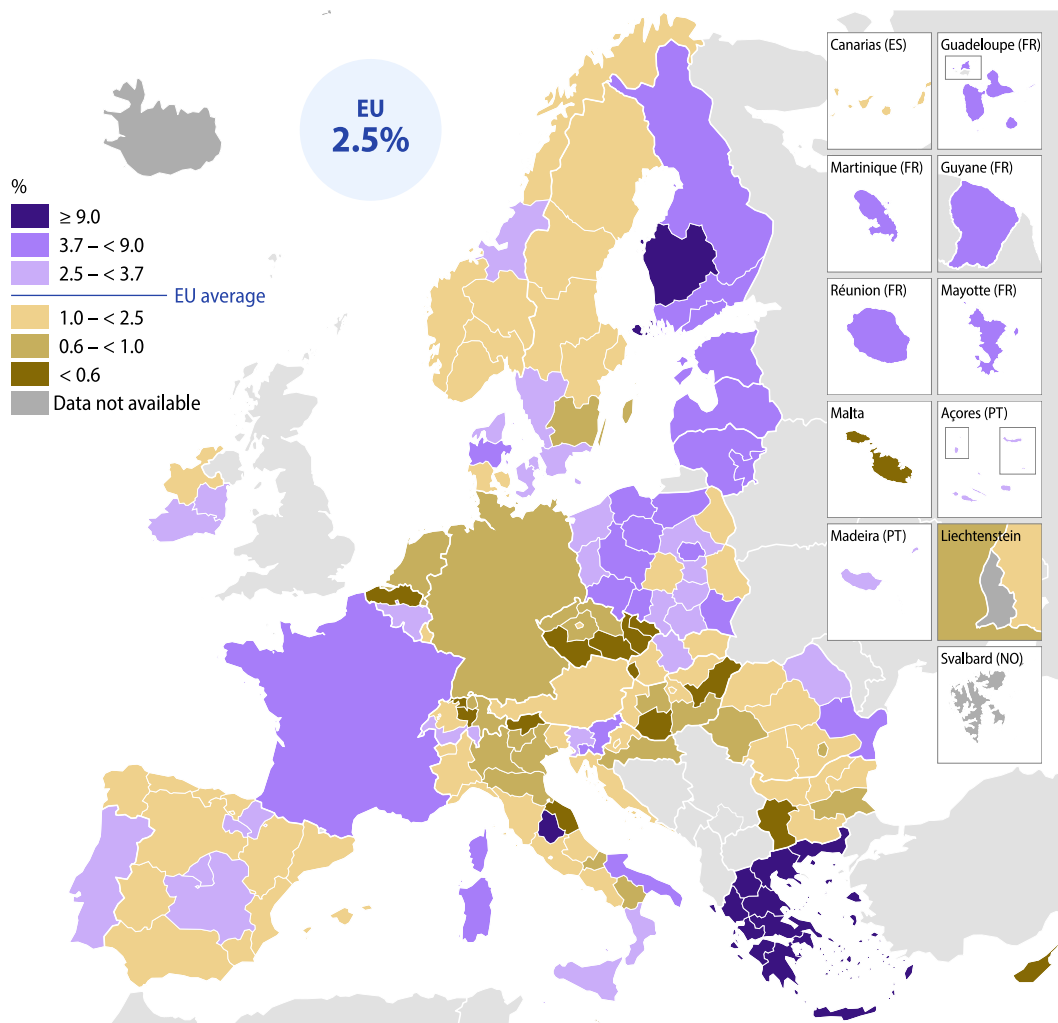 EU
2.5%
%
≥ 9.0
3.7 – < 9.0
2.5 – < 3.7
EU average
1.0 – < 2.5
0.6 – < 1.0
< 0.6
Data not available
Canarias (ES)
Guadeloupe (FR)
Martinique (FR)
Guyane (FR)
Réunion (FR)
Mayotte (FR)
Malta
Açores (PT)
Madeira (PT)
Liechtenstein
Svalbard (NO)